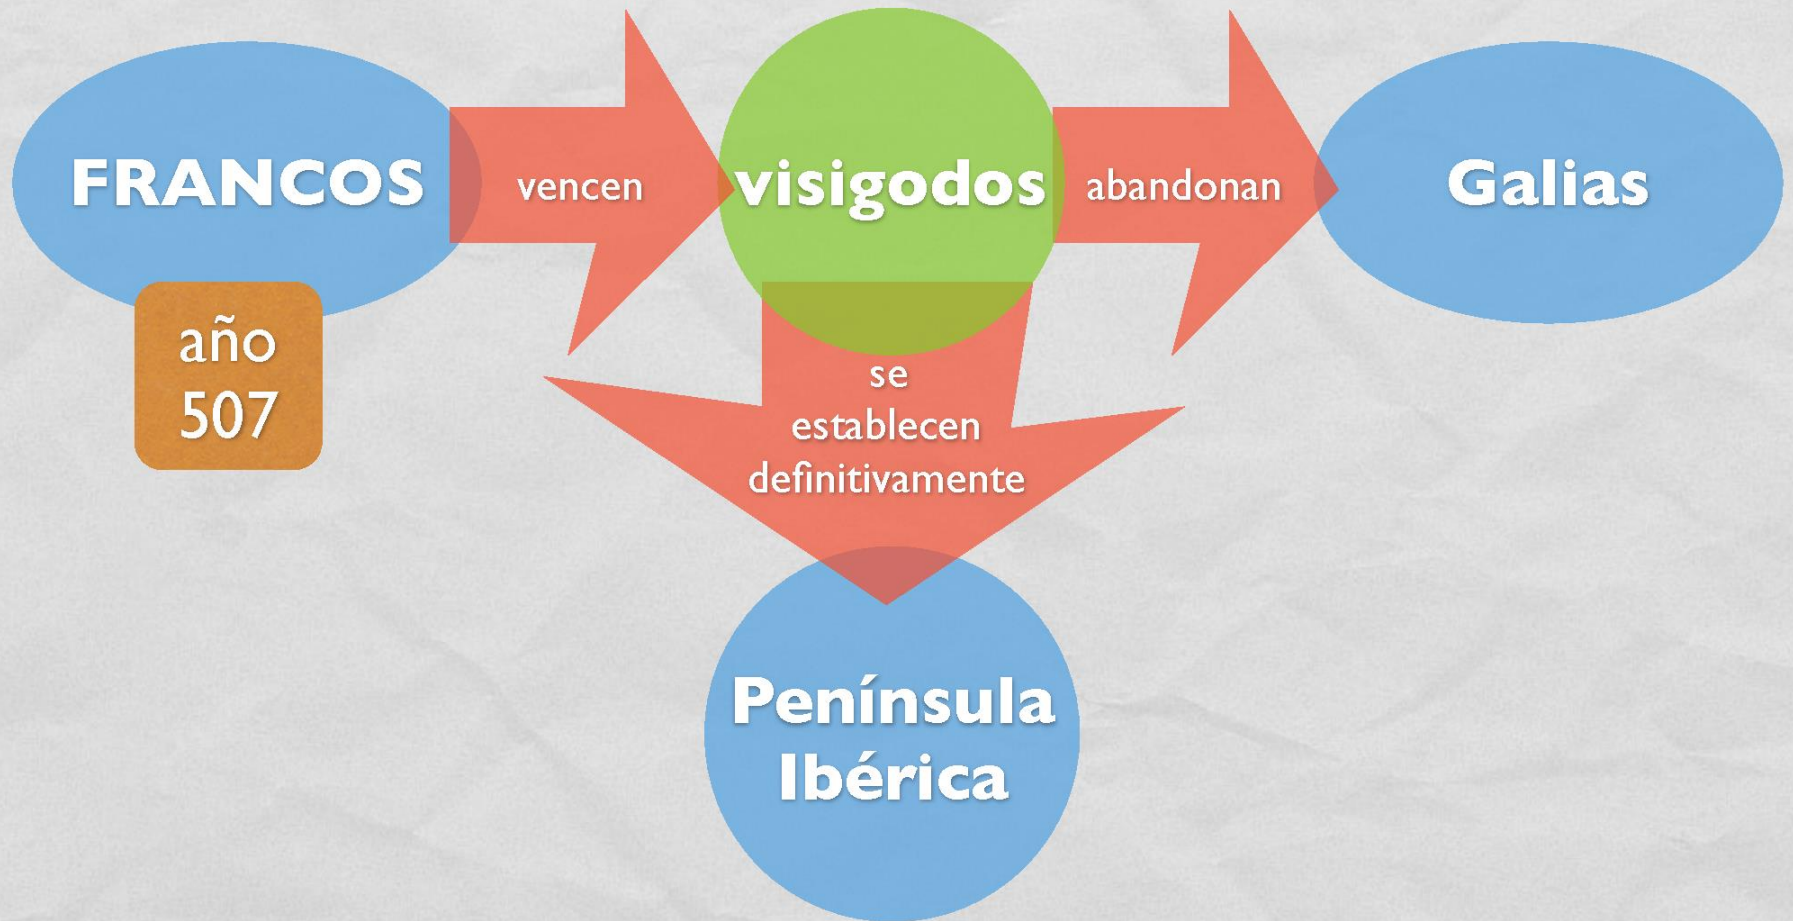 FRANCOS
vencen
visigodos
abandonan
Galias
año
507
se
establecen
definitivamente
Península
Ibérica